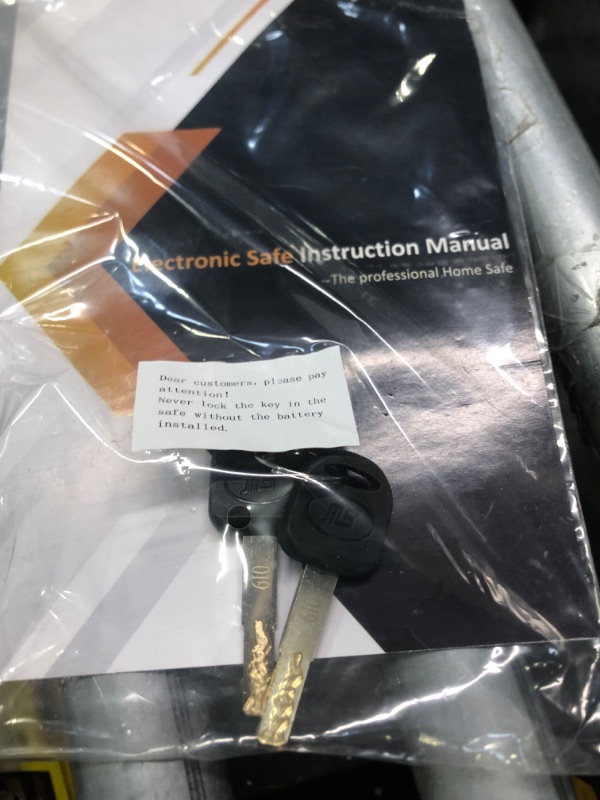 Electronic Safe Instruction Manual
--The professional Home Safe
Dear customers, please pay
attention!
Never lock the key in the
safe without the battery
installed.
610
610